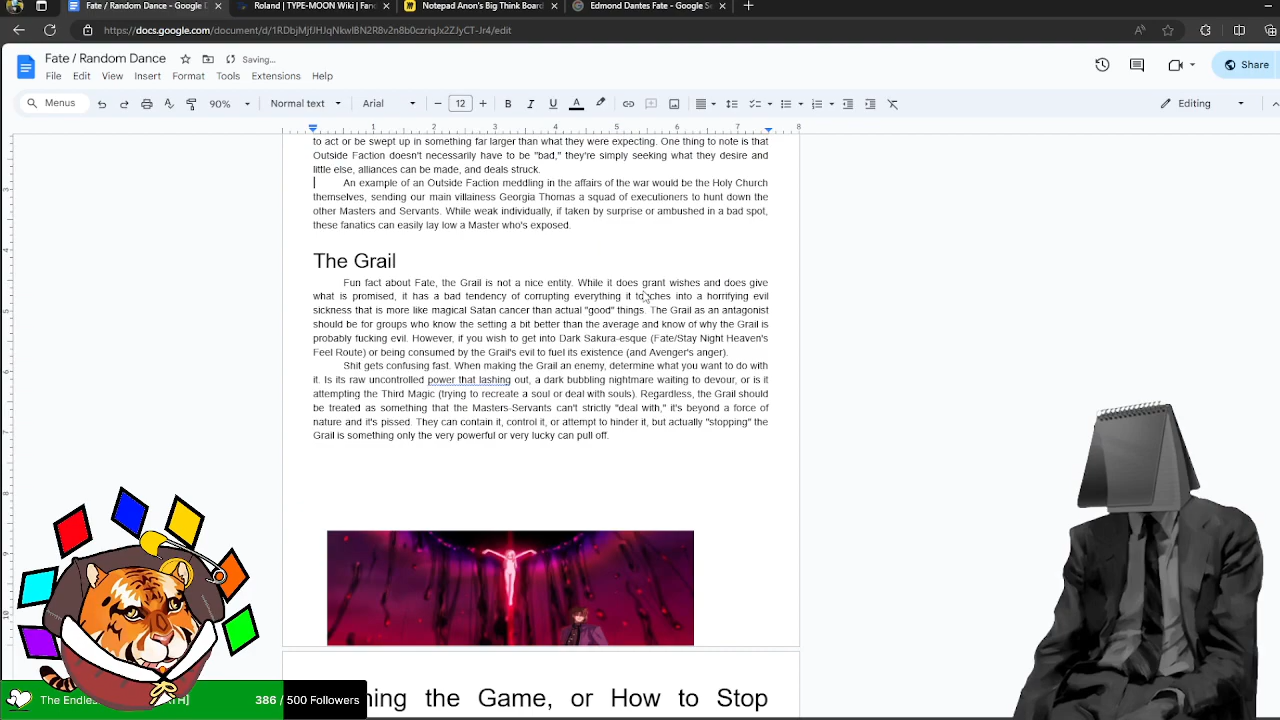 Fate / Random Dance - Google D
Roland | TYPE-MOON Wiki | Fand
Notepad Anon's Big Think Board
Edmond Dantes Fate - Google Se
https://docs.google.com/document/d/1RDbjMjfJHJqNkwIBN2R8v2n8b0czriqJx2ZJyCT-Jr4/edit
Fate / Random Dance
Saving...
File Edit View Insert Format Tools Extensions Help
Share
Menus
90%
Normal text
Arial
12
Editing
1 2 3 4 5 6 7 8
to act or be swept up in something far larger than what they were expecting. One thing to note is that
Outside Faction doesn't necessarily have to be "bad," they're simply seeking what they desire and
little else, alliances can be made, and deals struck.
An example of an Outside Faction meddling in the affairs of the war would be the Holy Church
themselves, sending our main villainess Georgia Thomas a squad of executioners to hunt down the
other Masters and Servants. While weak individually, if taken by surprise or ambushed in a bad spot,
these fanatics can easily lay low a Master who's exposed.
The Grail
Fun fact about Fate, the Grail is not a nice entity. While it does grant wishes and does give
what is promised, it has a bad tendency of corrupting everything it touches into a horrifying evil
sickness that is more like magical Satan cancer than actual "good" things. The Grail as an antagonist
should be for groups who know the setting a bit better than the average and know of why the Grail is
probably fucking evil. However, if you wish to get into Dark Sakura-esque (Fate/Stay Night Heaven's
Feel Route) or being consumed by the Grail's evil to fuel its existence (and Avenger's anger).
Shit gets confusing fast. When making the Grail an enemy, determine what you want to do with
it. Is its raw uncontrolled power that lashing out, a dark bubbling nightmare waiting to devour, or is it
attempting the Third Magic (trying to recreate a soul or deal with souls). Regardless, the Grail should
be treated as something that the Masters-Servants can't strictly "deal with," it's beyond a force of
nature and it's pissed. They can contain it, control it, or attempt to hinder it, but actually "stopping" the
Grail is something only the very powerful or very lucky can pull off.
ning the Game, or How to Stop
The Endles
TH]
386 / 500 Followers